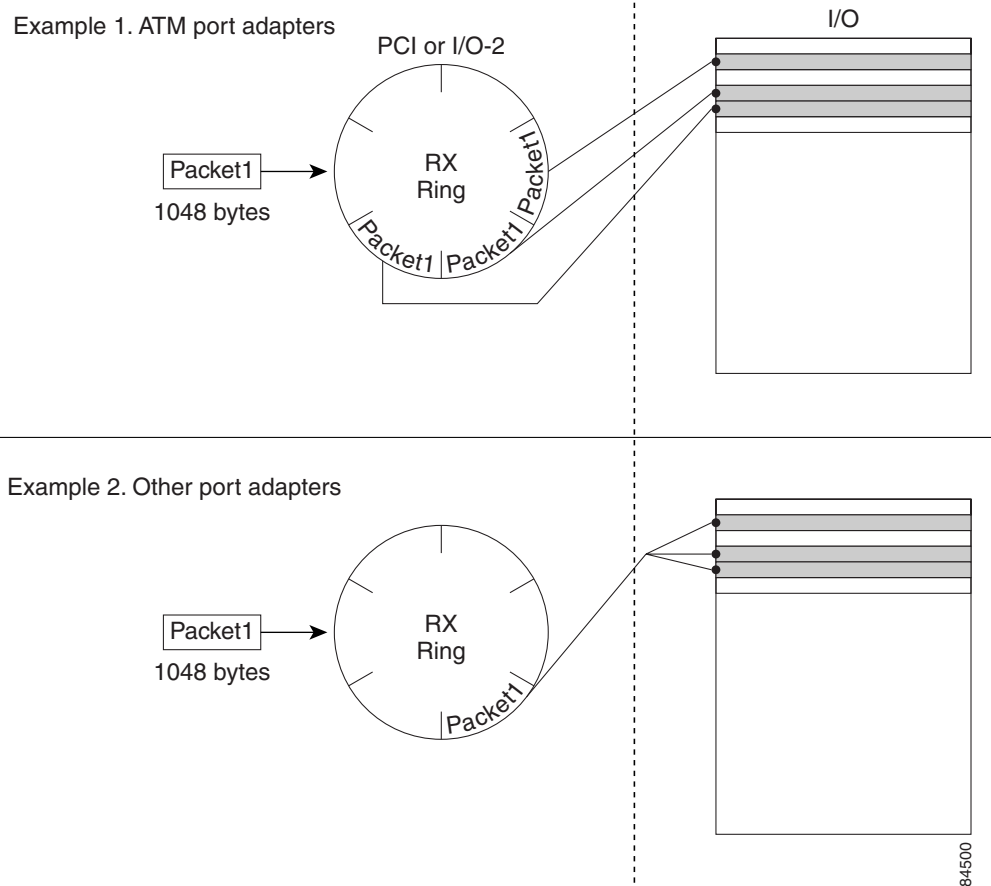 Example 1. ATM port adapters
PCI or I/O-2
I/O
Packet1
1048 bytes
RX
Ring
Packet1
Packet1
Packet1
Example 2. Other port adapters
Packet1
1048 bytes
RX
Ring
Packet1
84500